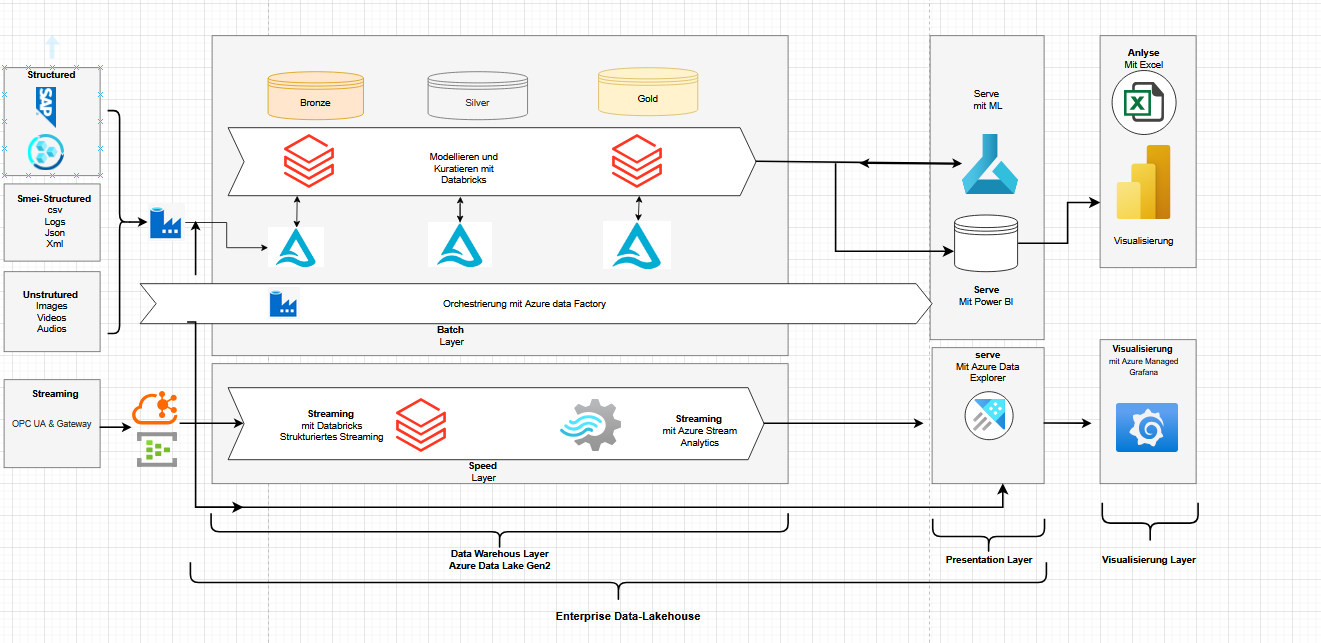 Structured
SAP
Smei-Structured
csv
Logs
Json
Xml
Unstrutured
Images
Videos
Audios
Streaming
OPC UA & Gateway
Bronze
Silver
Gold
Modellieren und
Kuratieren mit
Databricks
Orchestrierung mit Azure data Factory
Batch
Layer
Streaming
mit Databricks
Strukturiertes Streaming
Streaming
mit Azure Stream
Analytics
Speed
Layer
Serve
mit ML
Serve
Mit Power BI
serve
Mit Azure Data
Explorer
Anlyse
Mit Excel
X
Visualisierung
Visualisierung
mit Azure Managed
Grafana
Data Warehous Layer
Azure Data Lake Gen2
Presentation Layer
Visualisierung Layer
Enterprise Data-Lakehouse